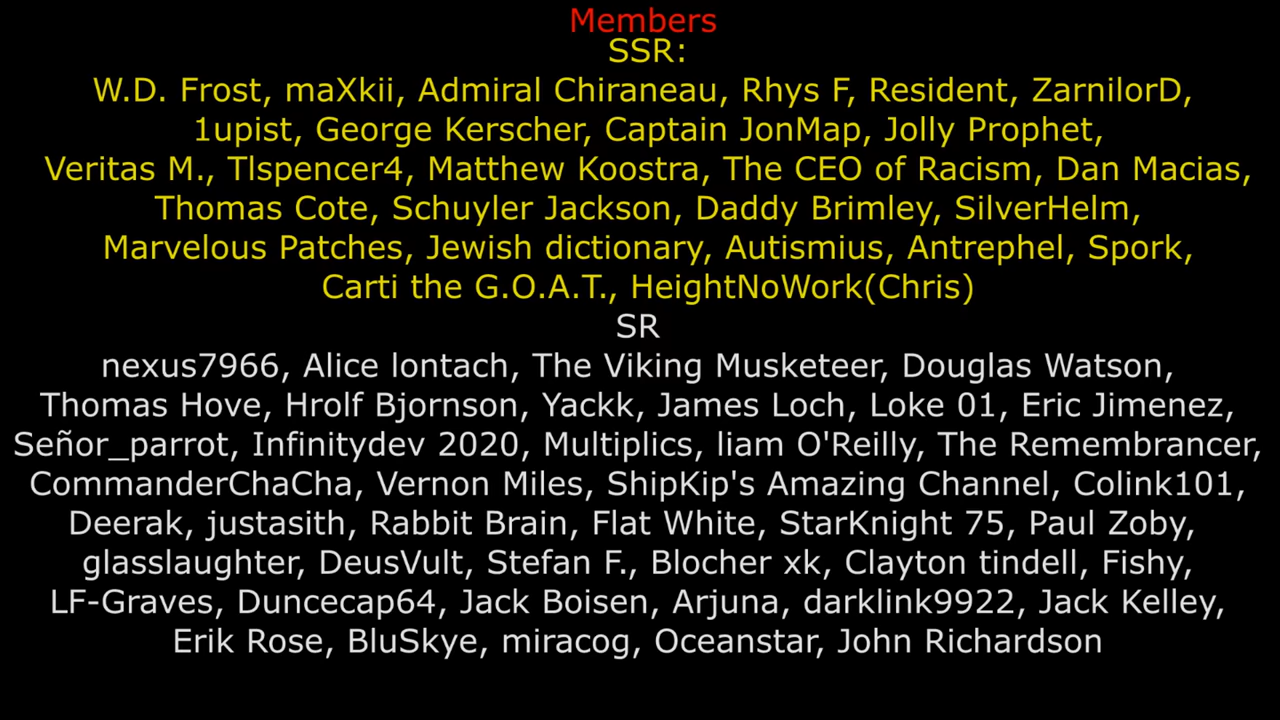 Members
SSR:
W.D. Frost, maXkii, Admiral Chiraneau, Rhys F, Resident, ZarnilorD,
1upist, George Kerscher, Captain JonMap, Jolly Prophet,
Veritas M., Tlspencer4, Matthew Koostra, The CEO of Racism, Dan Macias,
Thomas Cote, Schuyler Jackson, Daddy Brimley, SilverHelm,
Marvelous Patches, Jewish dictionary, Autismius, Antrephel, Spork,
Carti the G.O.A.T., HeightNoWork(Chris)
SR
nexus7966, Alice lontach, The Viking Musketeer, Douglas Watson,
Thomas Hove, Hrolf Bjornson, Yackk, James Loch, Loke 01, Eric Jimenez,
Señor_parrot, Infinitydev 2020, Multiplics, liam O'Reilly, The Remembrancer,
CommanderChaCha, Vernon Miles, ShipKip's Amazing Channel, Colink101,
Deerak, justasith, Rabbit Brain, Flat White, StarKnight 75, Paul Zoby,
glasslaughter, DeusVult, Stefan F., Blocher xk, Clayton tindell, Fishy,
LF-Graves, Duncecap64, Jack Boisen, Arjuna, darklink9922, Jack Kelley,
Erik Rose, BluSkye, miracog, Oceanstar, John Richardson